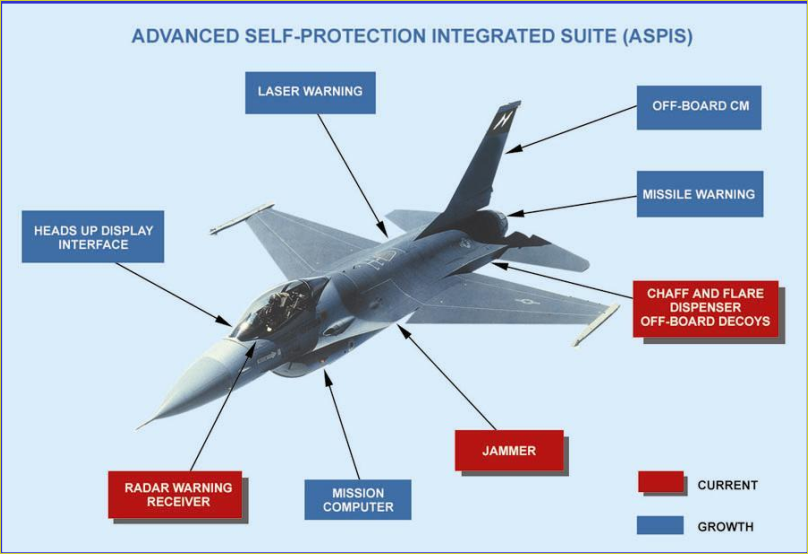 ADVANCED SELF-PROTECTION INTEGRATED SUITE (ASPIS)
LASER WARNING
OFF-BOARD CM
MISSILE WARNING
HEADS UP DISPLAY
INTERFACE
CHAFF AND FLARE
DISPENSER
OFF-BOARD DECOYS
JAMMER
RADAR WARNING
RECEIVER
MISSION
COMPUTER
CURRENT
GROWTH